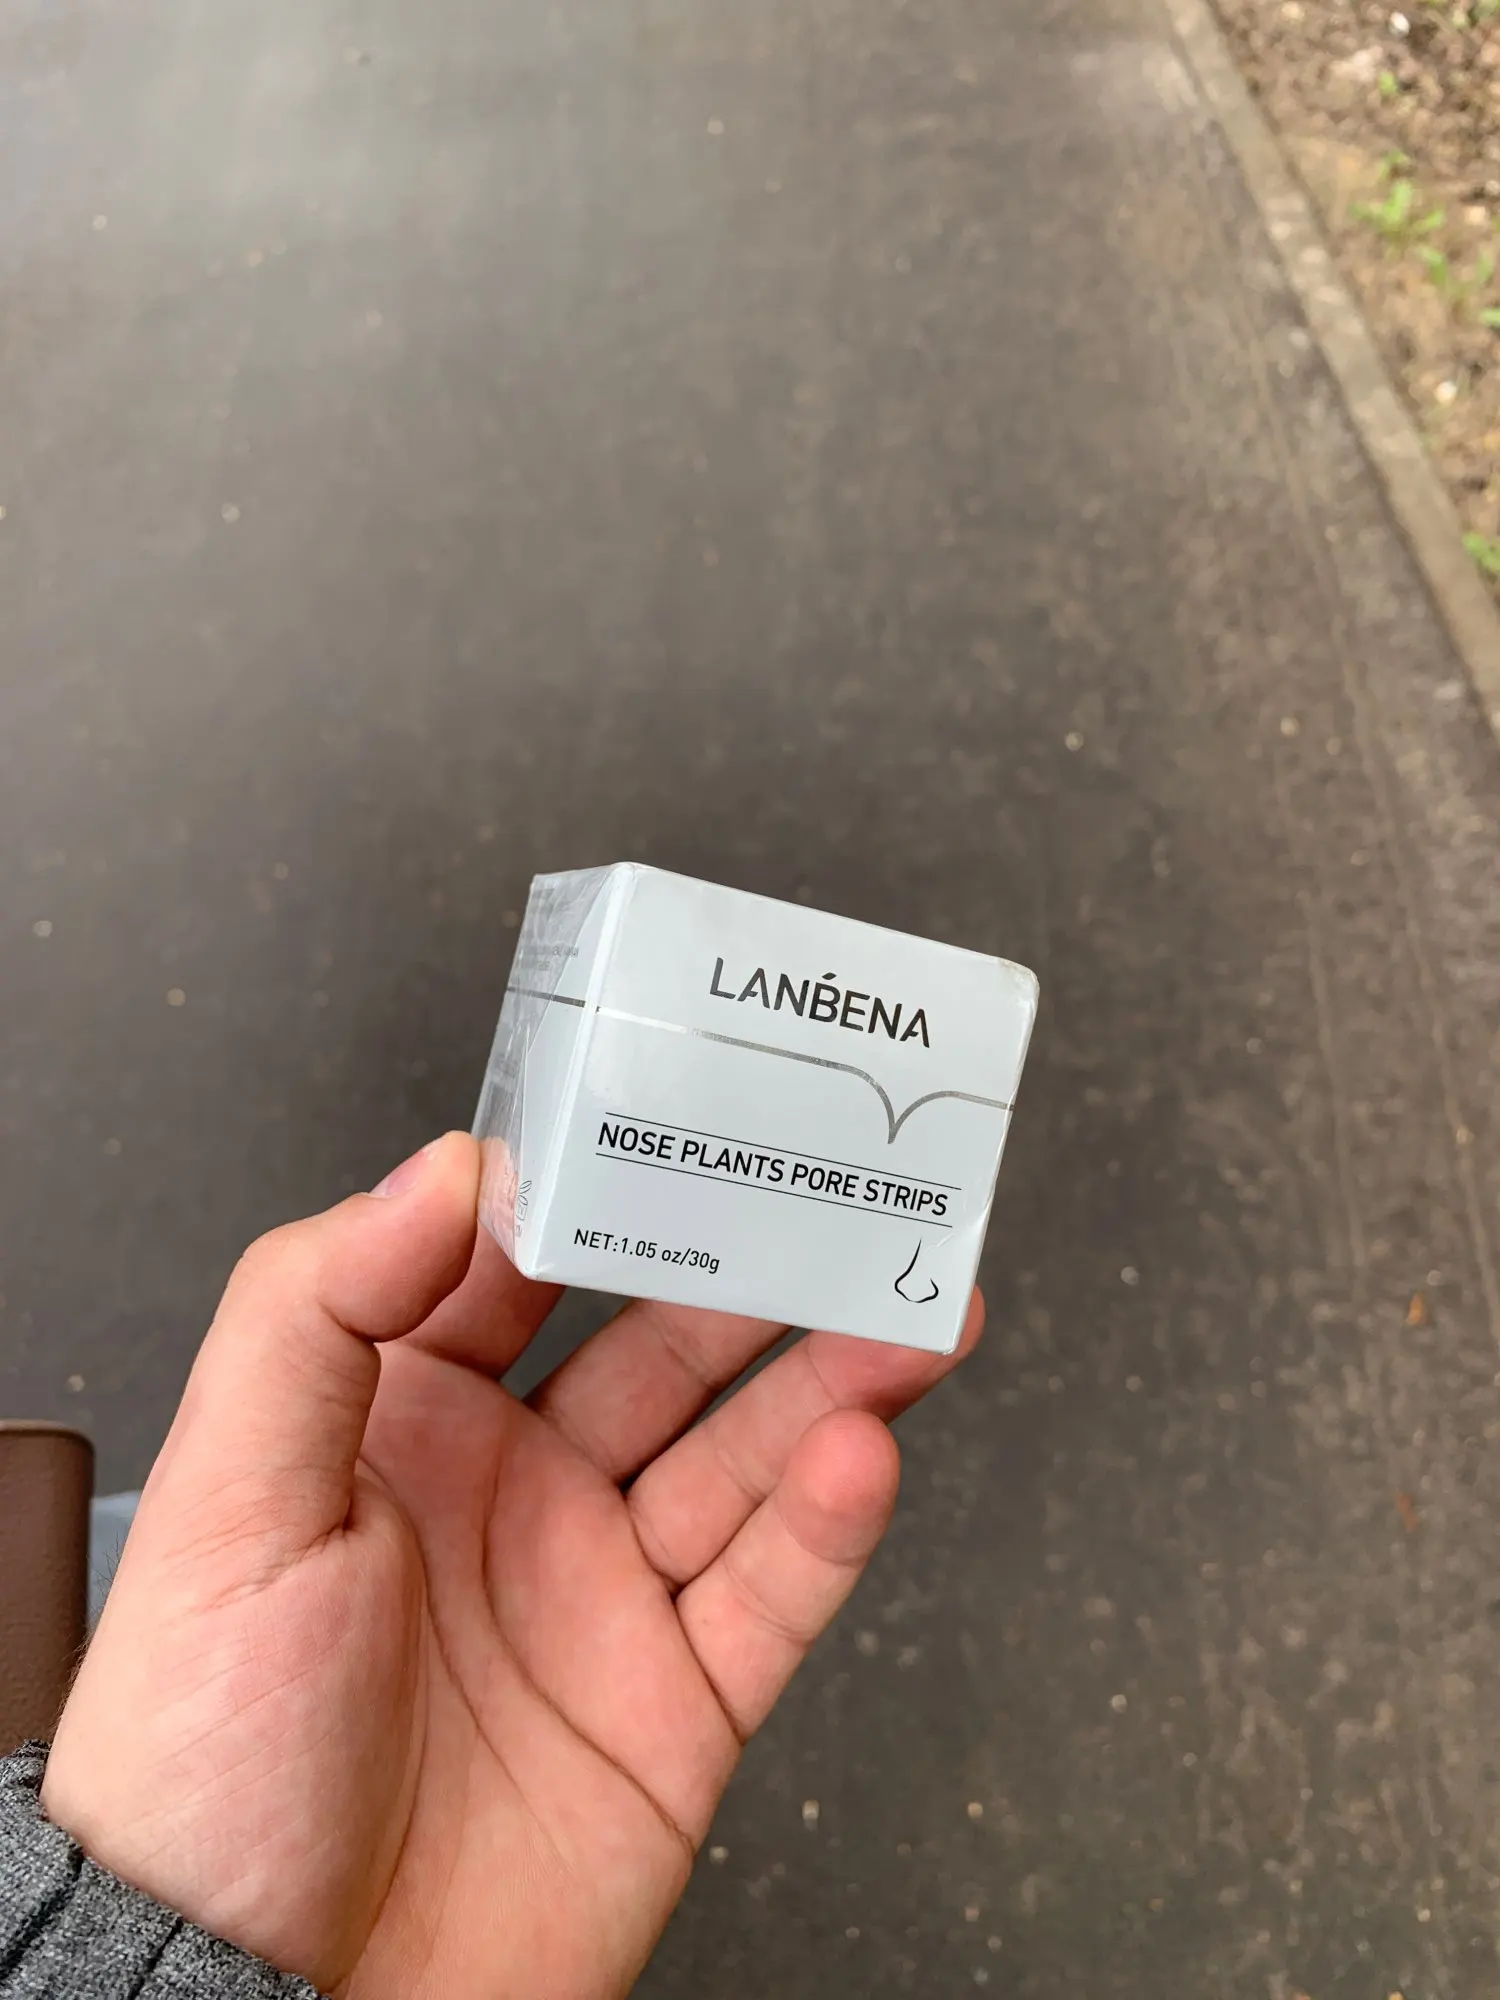 LANBENA
NOSE PLANTS PORE STRIPS
NET:1.05 oz/30g